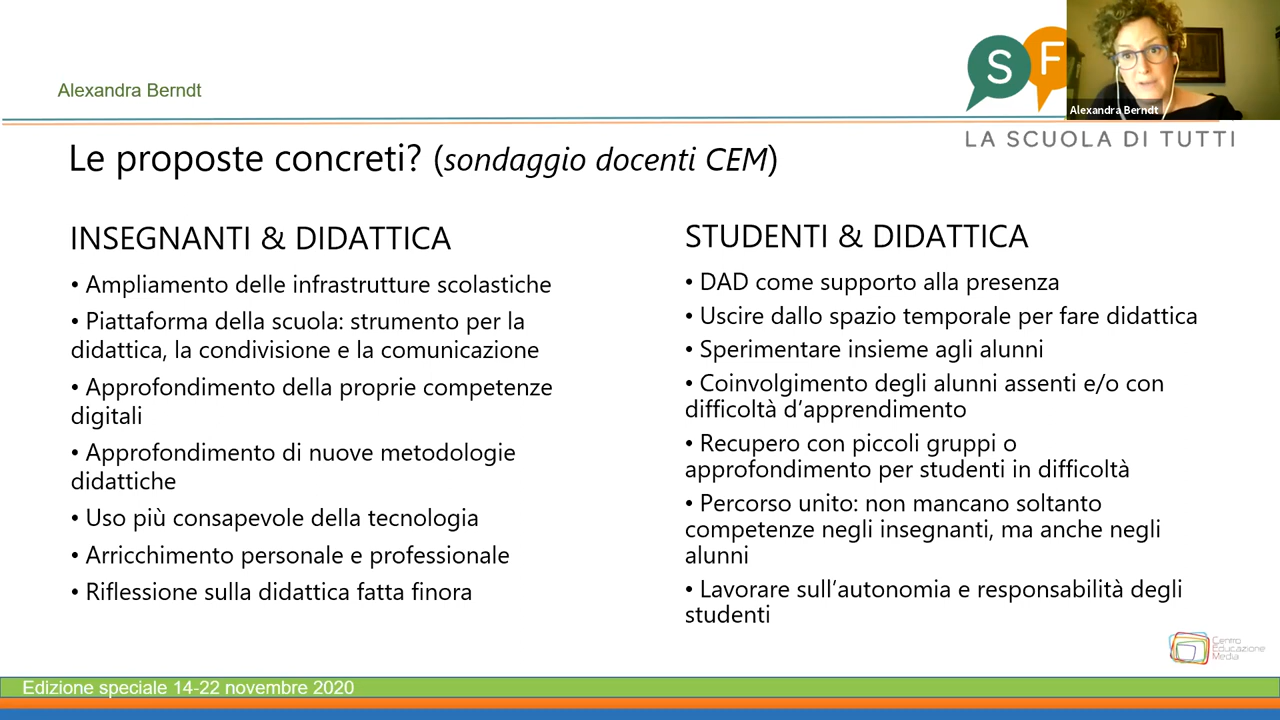 Alexandra Berndt
S F
Alexandra Berndt
LA SCUOLA DI TUTTI
Le proposte concreti? (sondaggio docenti CEM)
INSEGNANTI & DIDATTICA
• Ampliamento delle infrastrutture scolastiche
• Piattaforma della scuola: strumento per la
didattica, la condivisione e la comunicazione
• Approfondimento della proprie competenze
digitali
• Approfondimento di nuove metodologie
didattiche
• Uso più consapevole della tecnologia
• Arricchimento personale e professionale
• Riflessione sulla didattica fatta finora
STUDENTI & DIDATTICA
• DAD come supporto alla presenza
• Uscire dallo spazio temporale per fare didattica
• Sperimentare insieme agli alunni
• Coinvolgimento degli alunni assenti e/o con
difficoltà d’apprendimento
• Recupero con piccoli gruppi o
approfondimento per studenti in difficoltà
• Percorso unito: non mancano soltanto
competenze negli insegnanti, ma anche negli
alunni
• Lavorare sull’autonomia e responsabilità degli
studenti
Centro
Educazione
Media
Edizione speciale 14-22 novembre 2020